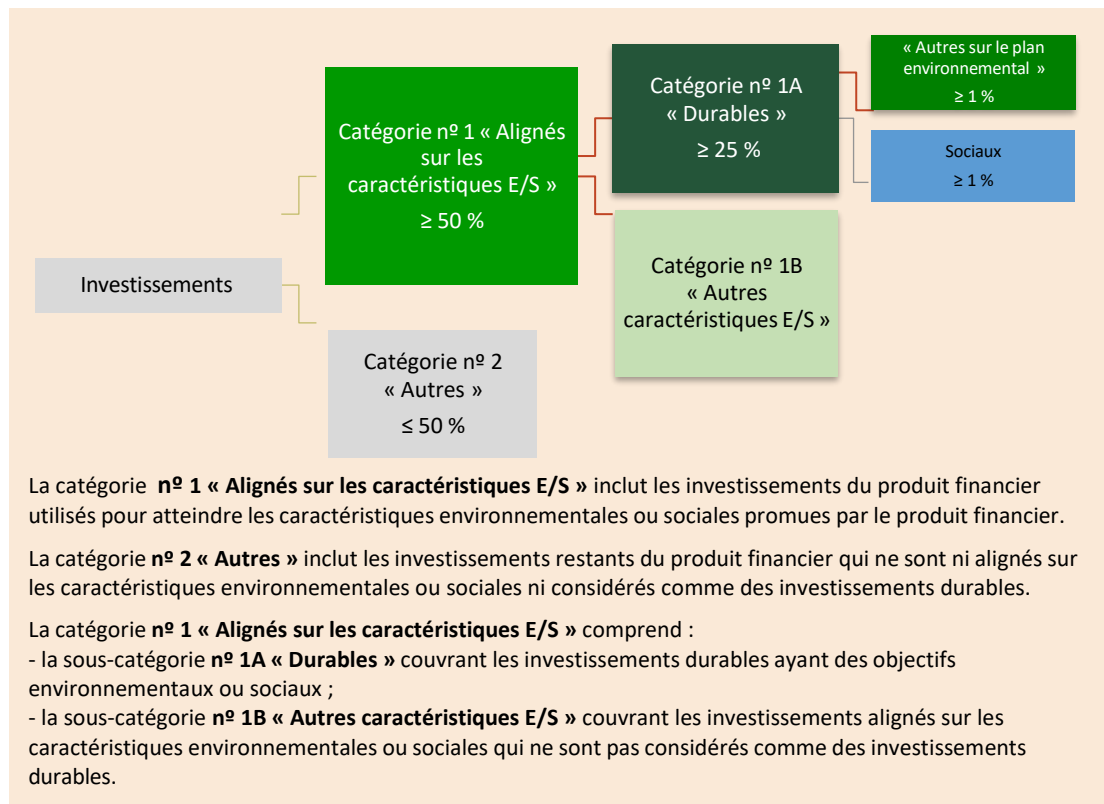 « Autres sur le plan
environnemental »
≥ 1 %
Catégorie nº 1A
« Durables »
≥ 25 %
Catégorie nº 1 « Alignés
sur les
caractéristiques E/S »
≥ 50 %
Sociaux
≥ 1 %
Catégorie nº 1B
« Autres
caractéristiques E/S »
Investissements
Catégorie nº 2
« Autres »
≤ 50 %
La catégorie nº 1 « Alignés sur les caractéristiques E/S » inclut les investissements du produit financier
utilisés pour atteindre les caractéristiques environnementales ou sociales promues par le produit financier.
La catégorie nº 2 « Autres » inclut les investissements restants du produit financier qui ne sont ni alignés sur
les caractéristiques environnementales ou sociales ni considérés comme des investissements durables.
La catégorie nº 1 « Alignés sur les caractéristiques E/S » comprend :
- la sous-catégorie nº 1A « Durables » couvrant les investissements durables ayant des objectifs
environnementaux ou sociaux ;
- la sous-catégorie nº 1B « Autres caractéristiques E/S » couvrant les investissements alignés sur les
caractéristiques environnementales ou sociales qui ne sont pas considérés comme des investissements
durables.